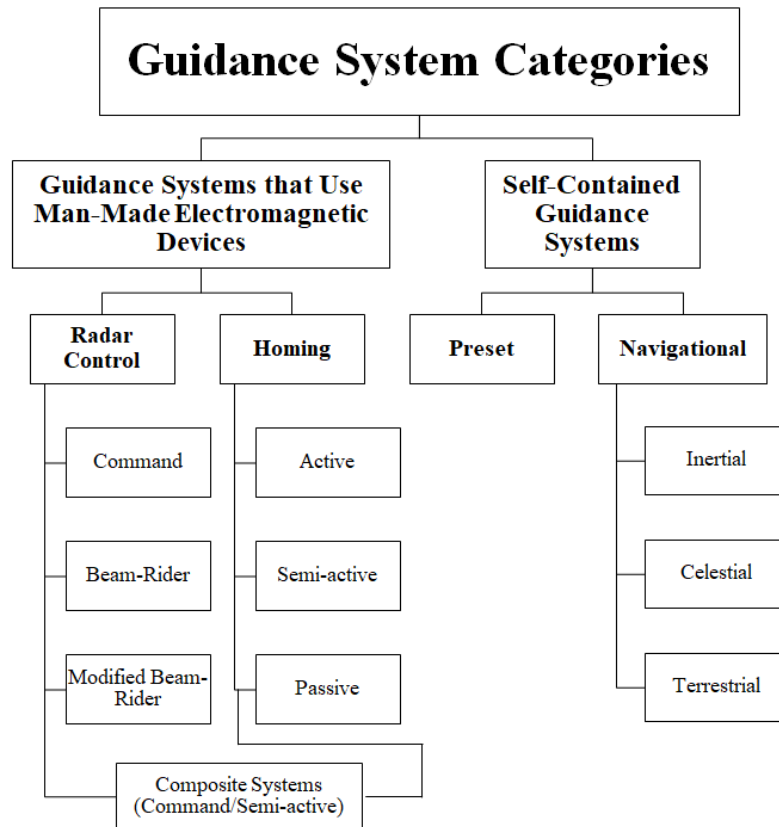 Guidance System Categories
Guidance Systems that Use
Man-Made Electromagnetic
Devices
Self-Contained
Guidance
Systems
Radar
Control
Homing
Preset
Navigational
Command
Active
Inertial
Beam-Rider
Semi-active
Celestial
Modified Beam-
Rider
Passive
Terrestrial
Composite Systems
(Command/Semi-active)